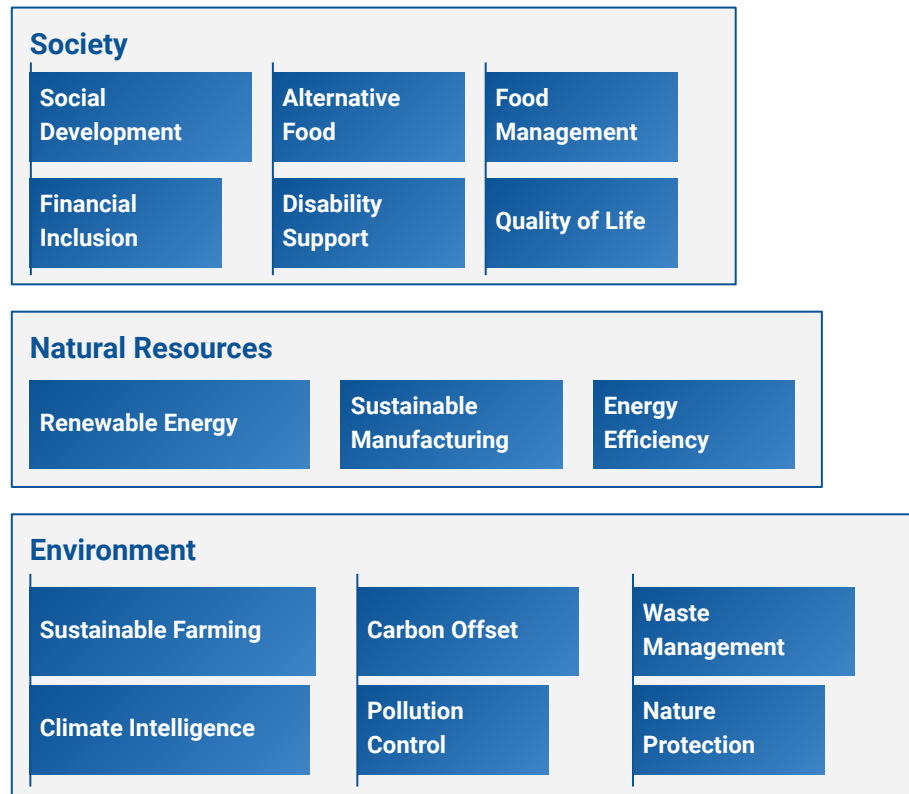 Society
Social
Development
Alternative
Food
Food
Management
Financial
Inclusion
Disability
Support
Quality of Life
Natural Resources
Renewable Energy
Sustainable
Manufacturing
Energy
Efficiency
Environment
Sustainable Farming
Carbon Offset
Waste
Management
Climate Intelligence
Pollution
Control
Nature
Protection